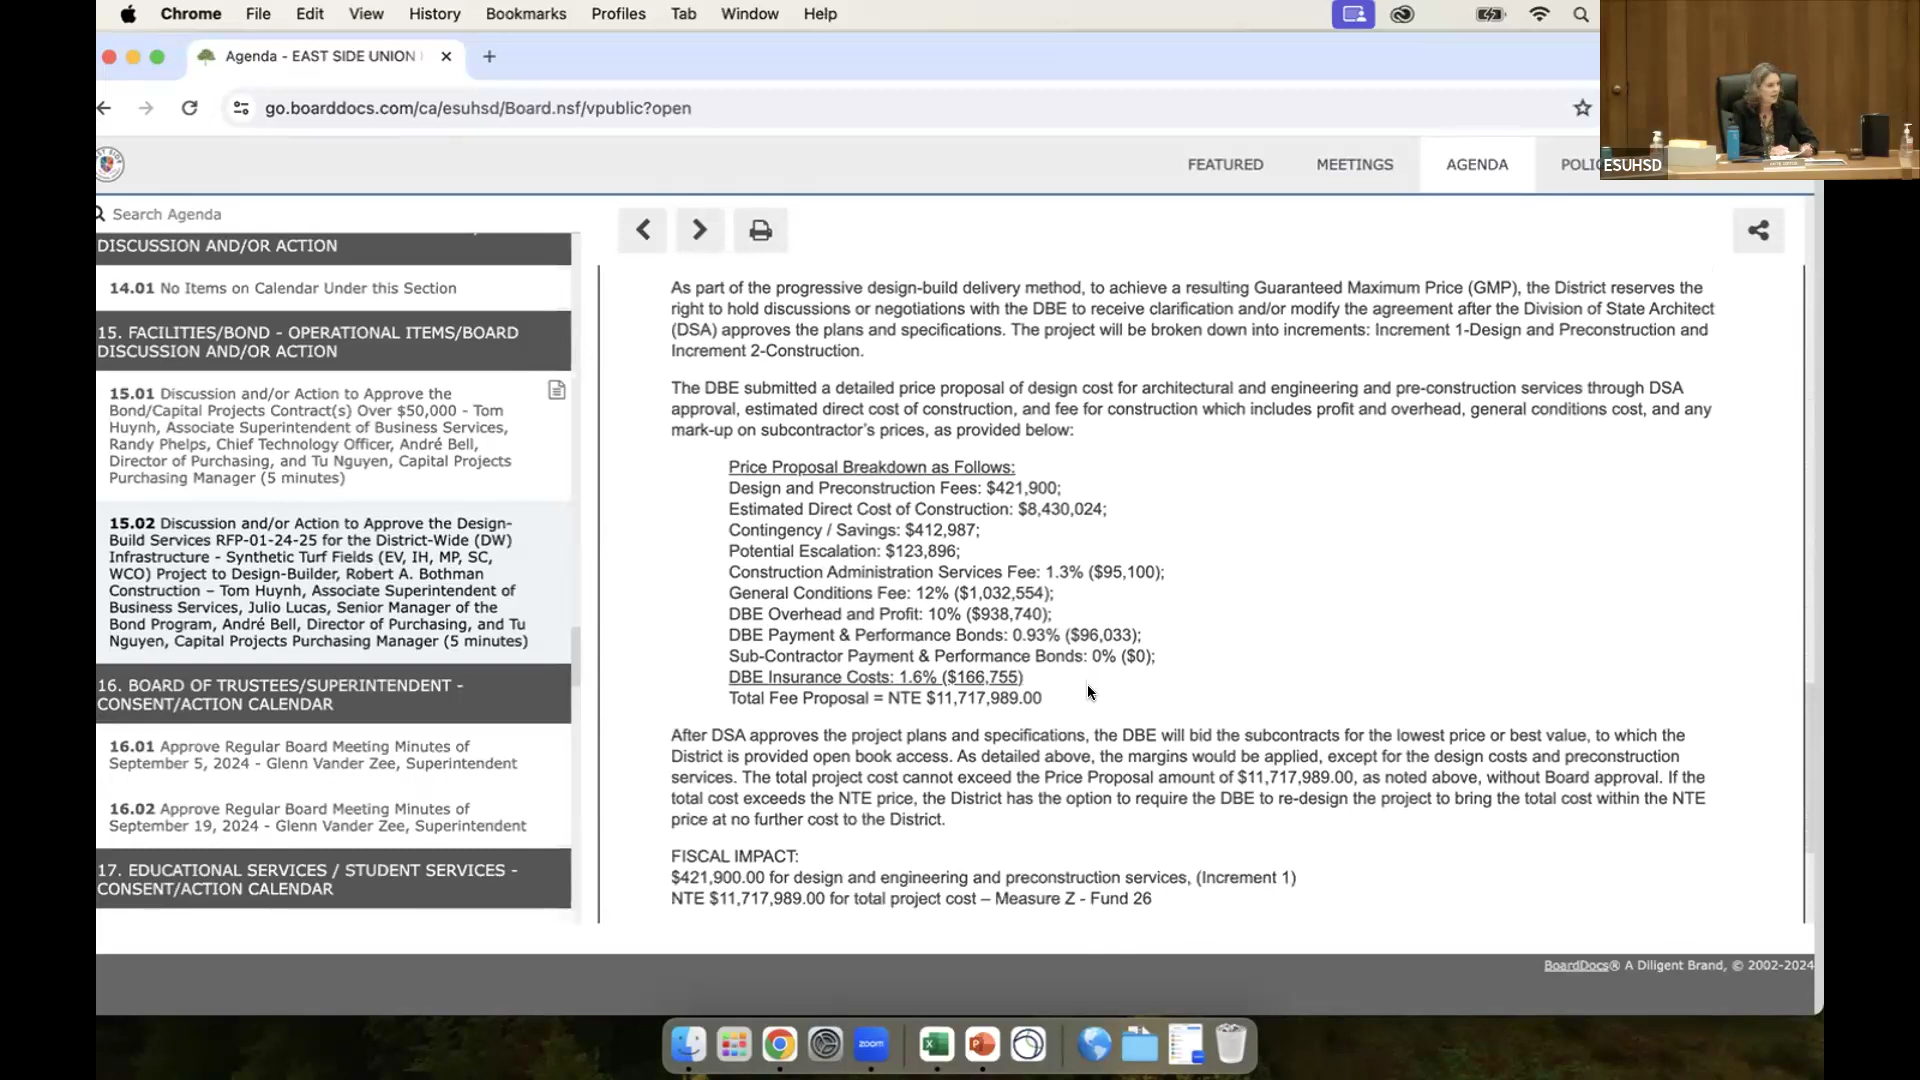 Chrome File Edit View History Bookmarks Profiles Tab Window Help
Agenda - EAST SIDE UNION
go.boarddocs.com/ca/esuhsd/Board.nsf/vpublic?open
FEATURED MEETINGS AGENDA
ESUHSD
Search Agenda
DISCUSSION AND/OR ACTION
14.01 No Items on Calendar Under this Section
15. FACILITIES/BOND - OPERATIONAL ITEMS/BOARD
DISCUSSION AND/OR ACTION
15.01 Discussion and/or Action to Approve the
Bond/Capital Projects Contract(s) Over $50,000 - Tom
Huynh, Associate Superintendent of Business Services,
Randy Phelps, Chief Technology Officer, André Bell,
Director of Purchasing, and Tu Nguyen, Capital Projects
Purchasing Manager (5 minutes)
15.02 Discussion and/or Action to Approve the Design-
Build Services RFP-01-24-25 for the District-Wide (DW)
Infrastructure - Synthetic Turf Fields (EV, IH, MP, SC,
WCO) Project to Design-Builder, Robert A. Bothman
Construction – Tom Huynh, Associate Superintendent of
Business Services, Julio Lucas, Senior Manager of the
Bond Program, André Bell, Director of Purchasing, and Tu
Nguyen, Capital Projects Purchasing Manager (5 minutes)
16. BOARD OF TRUSTEES/SUPERINTENDENT -
CONSENT/ACTION CALENDAR
16.01 Approve Regular Board Meeting Minutes of
September 5, 2024 - Glenn Vander Zee, Superintendent
16.02 Approve Regular Board Meeting Minutes of
September 19, 2024 - Glenn Vander Zee, Superintendent
17. EDUCATIONAL SERVICES / STUDENT SERVICES -
CONSENT/ACTION CALENDAR
As part of the progressive design-build delivery method, to achieve a resulting Guaranteed Maximum Price (GMP), the District reserves the
right to hold discussions or negotiations with the DBE to receive clarification and/or modify the agreement after the Division of State Architect
(DSA) approves the plans and specifications. The project will be broken down into increments: Increment 1-Design and Preconstruction and
Increment 2-Construction.
The DBE submitted a detailed price proposal of design cost for architectural and engineering and pre-construction services through DSA
approval, estimated direct cost of construction, and fee for construction which includes profit and overhead, general conditions cost, and any
mark-up on subcontractor's prices, as provided below:
Price Proposal Breakdown as Follows:
Design and Preconstruction Fees: $421,900;
Estimated Direct Cost of Construction: $8,430,024;
Contingency / Savings: $412,987;
Potential Escalation: $123,896;
Construction Administration Services Fee: 1.3% ($95,100);
General Conditions Fee: 12% ($1,032,554);
DBE Overhead and Profit: 10% ($938,740);
DBE Payment & Performance Bonds: 0.93% ($96,033);
Sub-Contractor Payment & Performance Bonds: 0% ($0);
DBE Insurance Costs: 1.6% ($166,755)
Total Fee Proposal = NTE $11,717,989.00
After DSA approves the project plans and specifications, the DBE will bid the subcontracts for the lowest price or best value, to which the
District is provided open book access. As detailed above, the margins would be applied, except for the design costs and preconstruction
services. The total project cost cannot exceed the Price Proposal amount of $11,717,989.00, as noted above, without Board approval. If the
total cost exceeds the NTE price, the District has the option to require the DBE to re-design the project to bring the total cost within the NTE
price at no further cost to the District.
FISCAL IMPACT:
$421,900.00 for design and engineering and preconstruction services, (Increment 1)
NTE $11,717,989.00 for total project cost – Measure Z - Fund 26
BoardDocs® A Diligent Brand, © 2002-2024
zoom